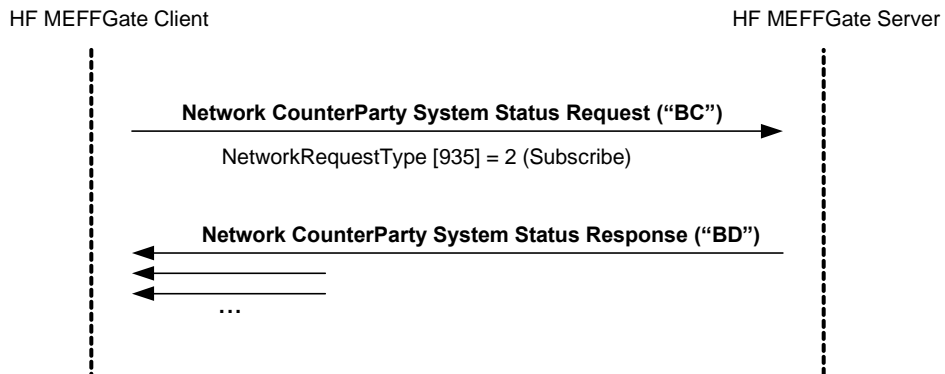 HF MEFFGate Client
HF MEFFGate Server
Network CounterParty System Status Request (“BC”)
NetworkRequestType [935] = 2 (Subscribe)
Network CounterParty System Status Response (“BD”)
...